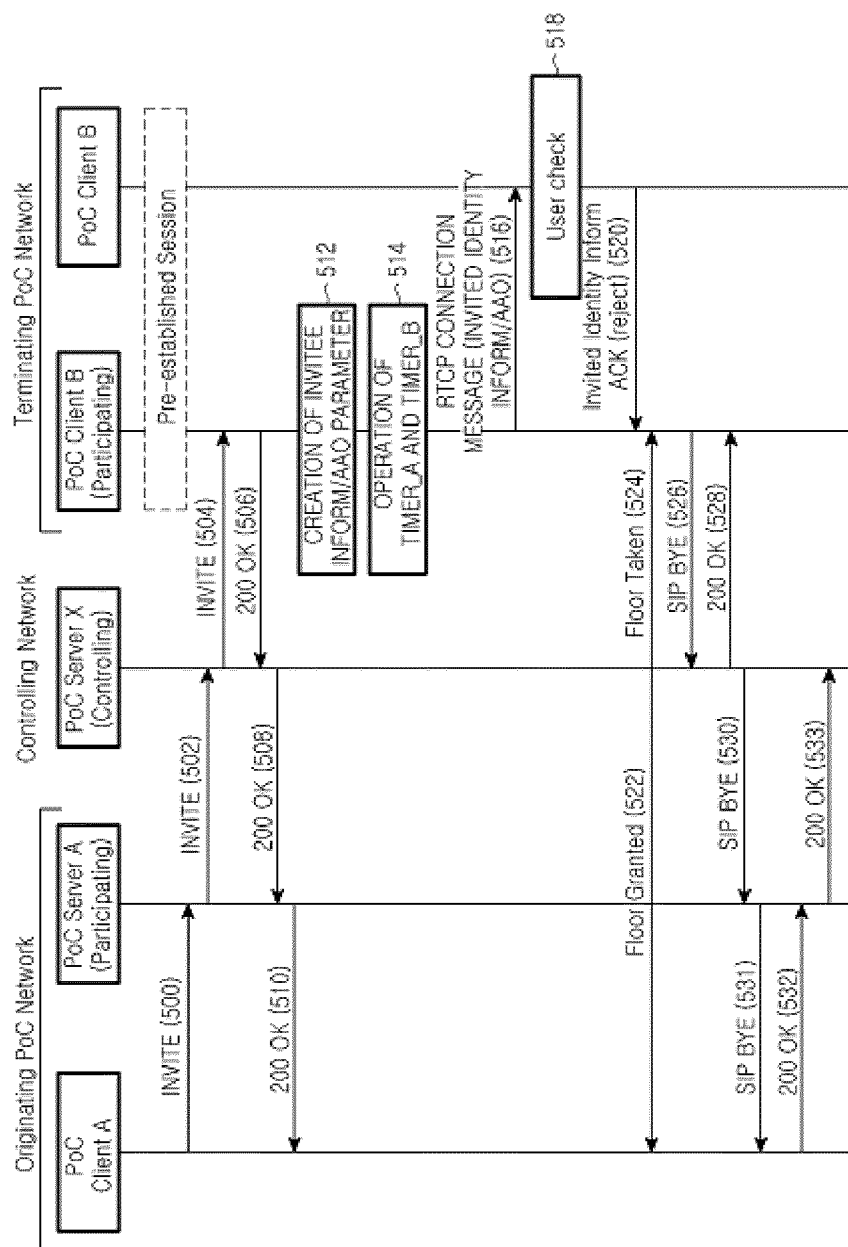 Originating PoC Network
Controlling Network
Terminating PoC Network
PoC
Client A
PoC Server A
(Participating)
PoC Server X
(Controlling)
PoC Client B
(Participating)
PoC Client B
Pre-established Session
INVITE (500)
INVITE (502)
INVITE (504)
200 OK (506)
200 OK (508)
200 OK (510)
CREATION OF INVITEE
INFORM/AAO PARAMETER
512
OPERATION OF
TIMER_A AND TIMER_B
514
RTCP CONNECTION
MESSAGE (INVITED IDENTITY
INFORM/AAO) (516)
User check
518
Invited Identity Inform
ACK (reject) (520)
Floor Granted (522)
Floor Taken (524)
SIP BYE (526)
200 OK (528)
SIP BYE (530)
SIP BYE (531)
200 OK (532)
200 OK (533)